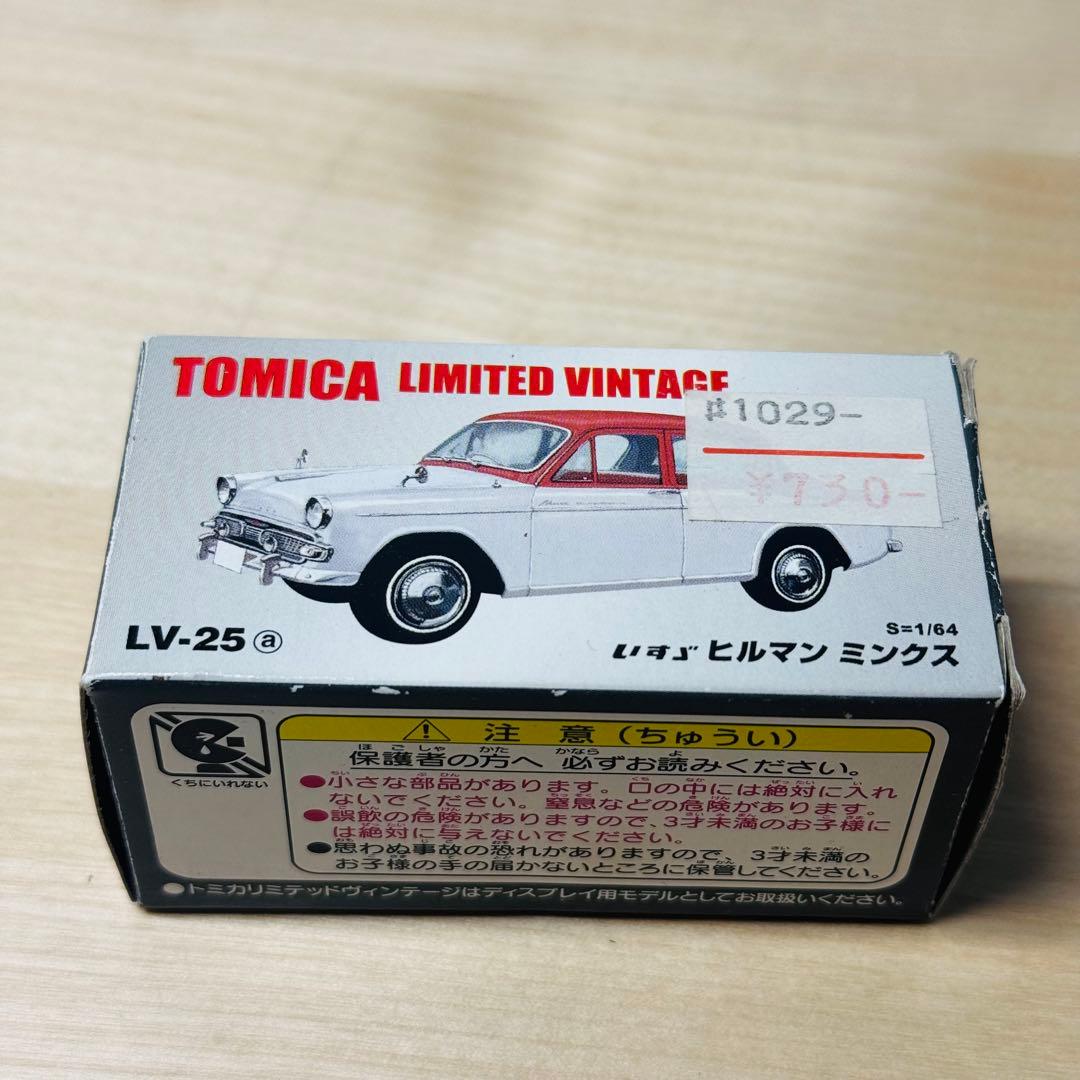 TOMICA LIMITED VINTAGE
#1029-
¥730-
LV-25 ⓐ
S=1/64
いすゞ ヒルマン ミンクス
くちにいれない
⚠ 注意(ちゅうい)
保護者の方へ 必ずお読みください。
●小さな部品があります。口の中には絶対に入れ
ないでください。窒息などの危険があります。
●誤飲の危険がありますので、3才未満のお子様に
は絶対に与えないでください。
●思わぬ事故の恐れがありますので、3才未満の
お子様の手の届かないところに保管してください。
●トミカリミテッドヴィンテージはディスプレイ用モデルとしてお取扱いください。